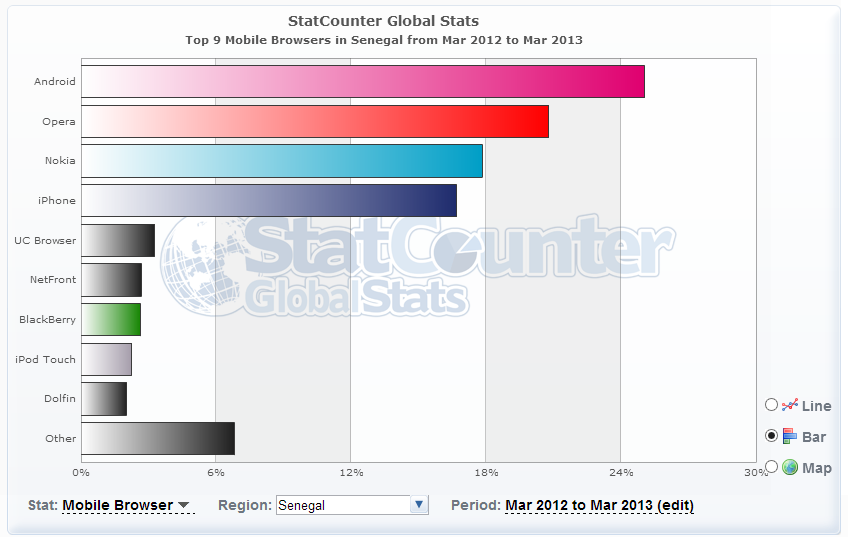 StatCounter Global Stats
Top 9 Mobile Browsers in Senegal from Mar 2012 to Mar 2013
Android
Opera
Nokia
iPhone
UC Browser
NetFront
BlackBerry
iPod Touch
Dolfin
Other
StatCounter
GlobalStats
0% 6% 12% 18% 24% 30%
Line
Bar
Map
Stat: Mobile Browser Region: Senegal Period: Mar 2012 to Mar 2013 (edit)